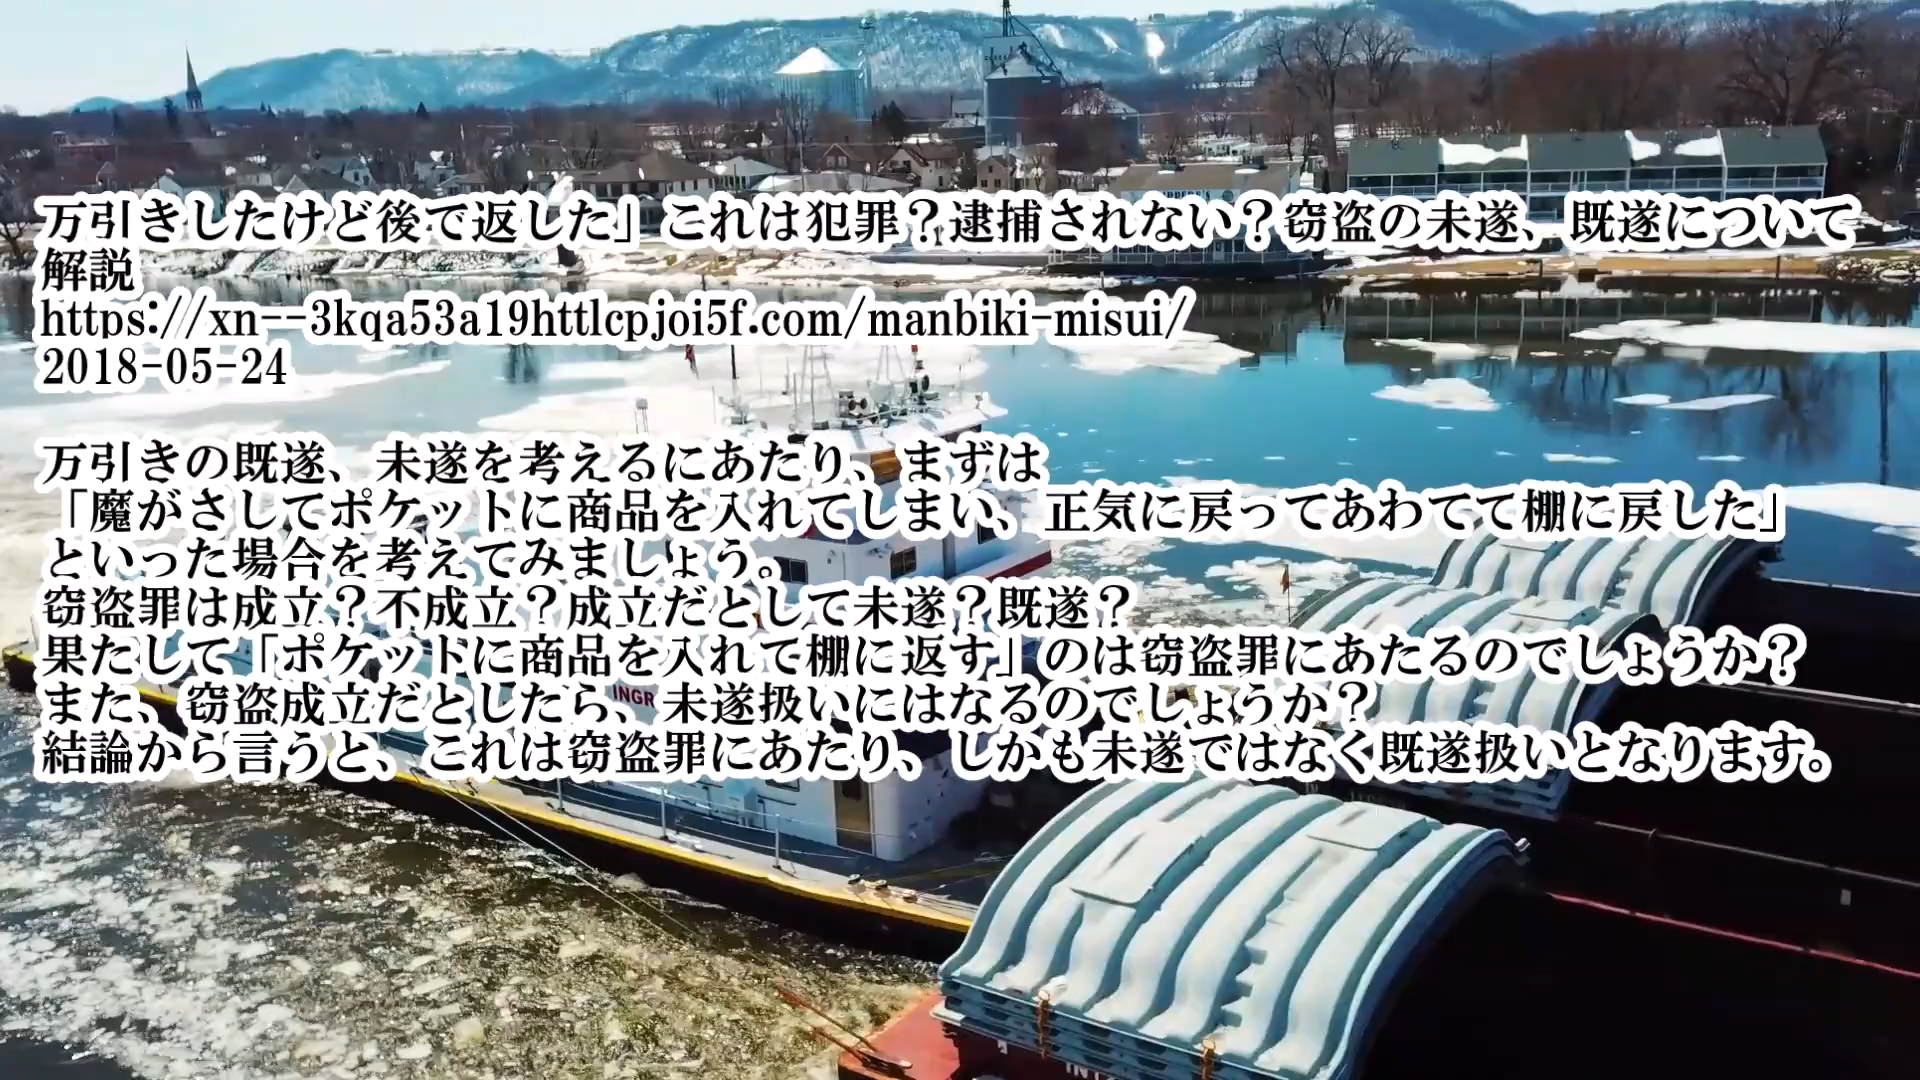 万引きしたけど後で返した」これは犯罪？逮捕されない？窃盗の未遂、既遂について
解説
https://xn--3kqa53a19httlcpjoi5f.com/manbiki-misui/
2018-05-24
万引きの既遂、未遂を考えるにあたり、まずは
「魔がさしてポケットに商品を入れてしまい、正気に戻ってあわてて棚に戻した」
といった場合を考えてみましょう。
窃盗罪は成立？不成立？成立だとして未遂？既遂？
果たして「ポケットに商品を入れて棚に返す」のは窃盗罪にあたるのでしょうか？
また、窃盗成立だとしたら、未遂扱いにはなるのでしょうか？
結論から言うと、これは窃盗罪にあたり、しかも未遂ではなく既遂扱いとなります。
INGR